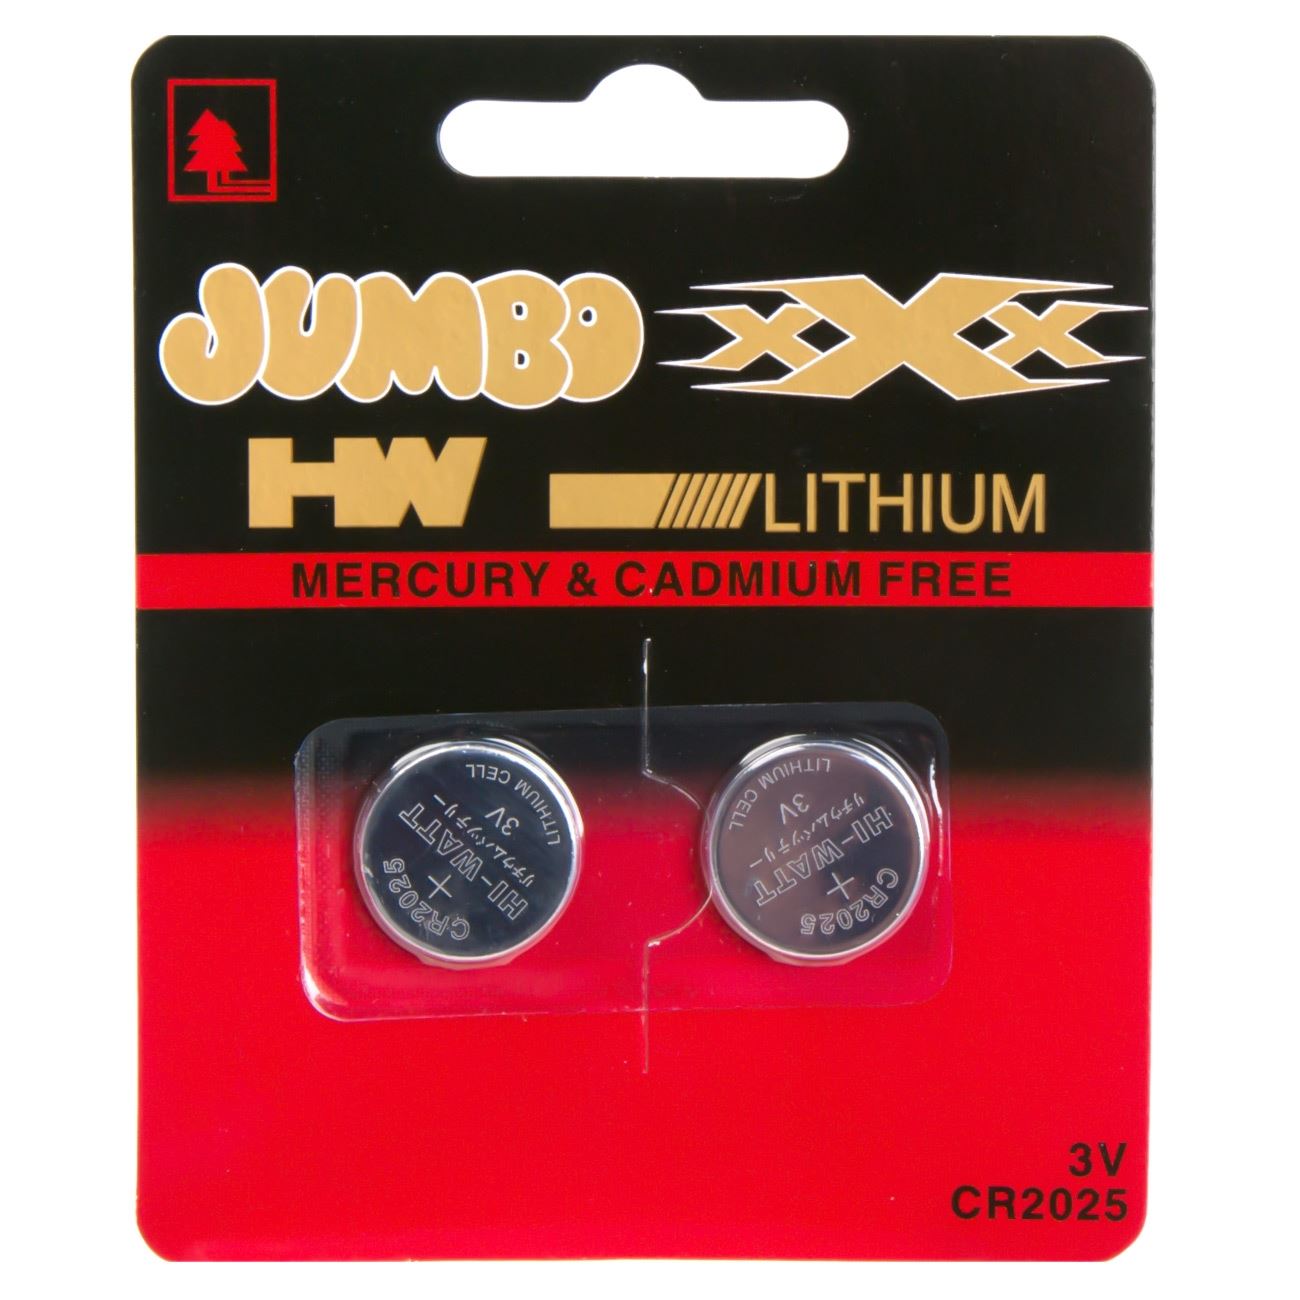 JUMBO xXx
HW LITHIUM
MERCURY & CADMIUM FREE
LITHIUM CELL
3V
リチウムバッテリー
HI-WATT
+
CR2025
LITHIUM CELL
3V
リチウムバッテリー
HI-WATT
+
CR2025
3V
CR2025